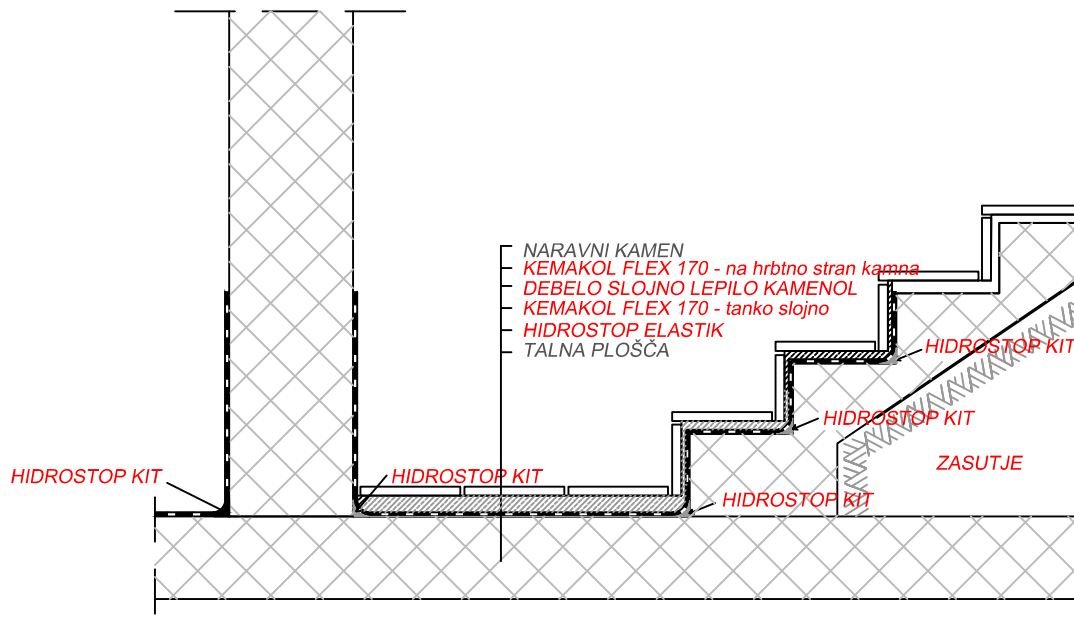 NARAVNI KAMEN
KEMAKOL FLEX 170 - na hrbtno stran kamna
DEBELO SLOJNO LEPILO KAMENOL
KEMAKOL FLEX 170 - tanko slojno
HIDROSTOP ELASTIK
TALNA PLOŠČA
HIDROSTOP KIT
HIDROSTOP KIT
ZASUTJE
HIDROSTOP KIT
HIDROSTOP KIT
HIDROSTOP KIT